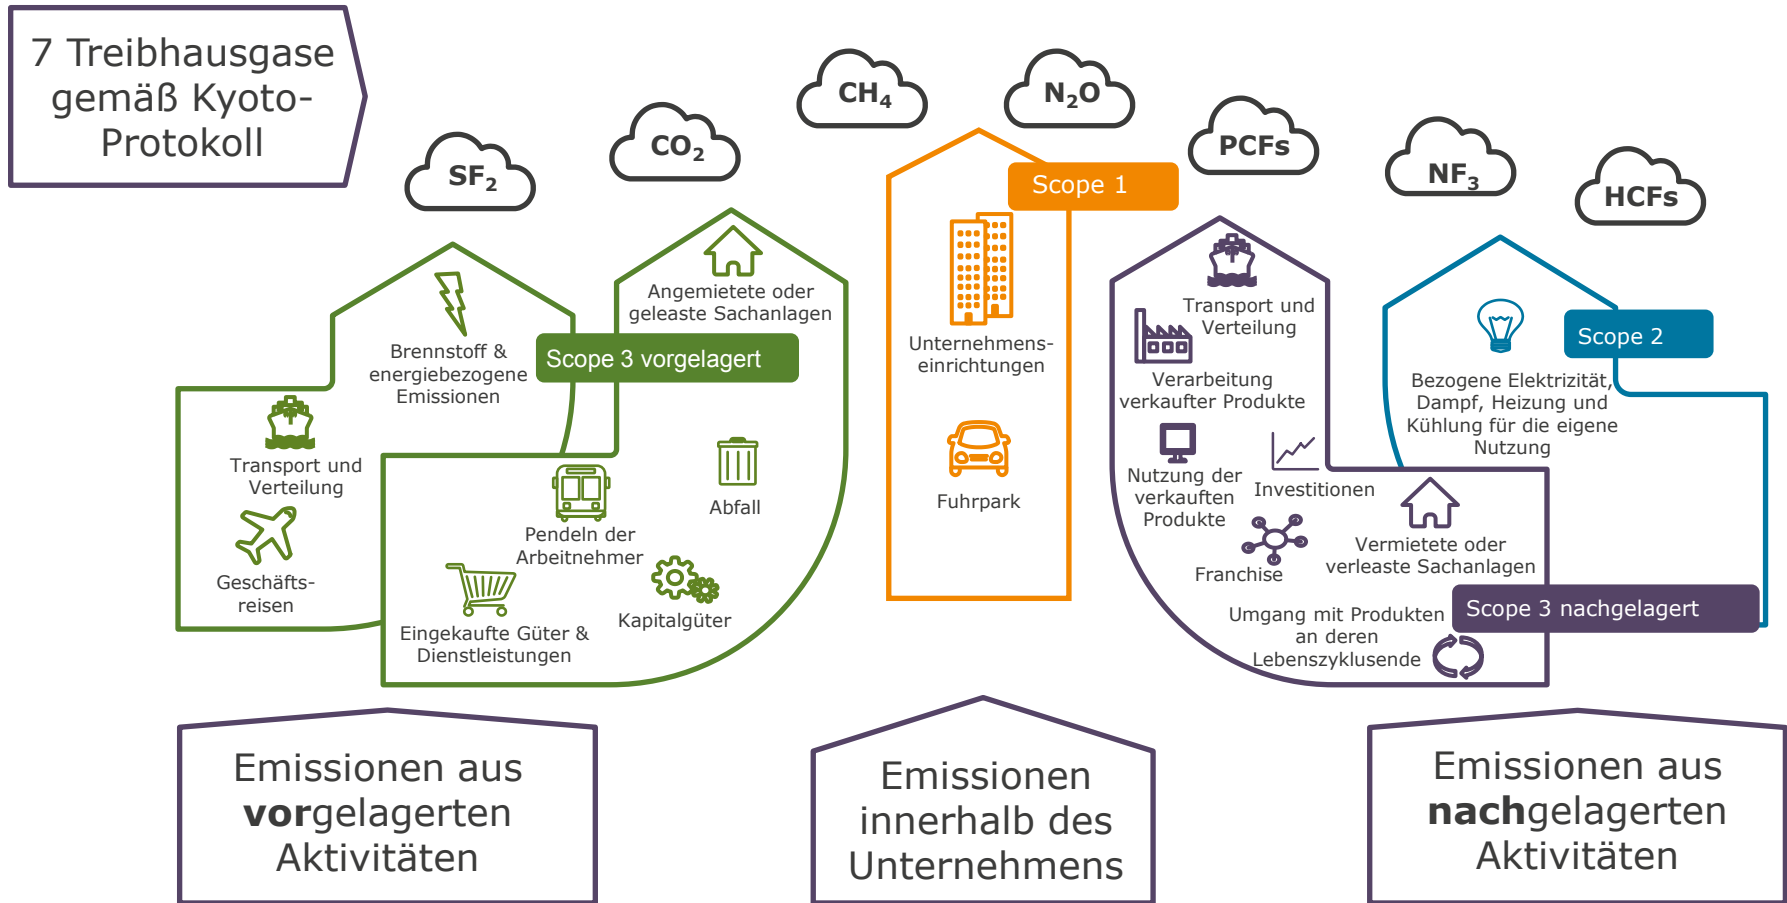 7 Treibhausgase
gemäß Kyoto-
Protokoll
SF₂
CO₂
CH₄
N₂O
PCFs
NF₃
HCFs
Brennstoff &
energiebezogene
Emissionen
Transport und
Verteilung
Geschäfts-
reisen
Scope 3 vorgelagert
Angemietete oder
geleaste Sachanlagen
Abfall
Pendeln der
Arbeitnehmer
Kapitalgüter
Eingekaufte Güter &
Dienstleistungen
Scope 1
Unternehmens-
einrichtungen
Fuhrpark
Transport und
Verteilung
Verarbeitung
verkaufter Produkte
Nutzung der
verkauften
Produkte
Investitionen
Franchise
Vermietete oder
verleaste Sachanlagen
Umgang mit Produkten
an deren
Lebenszyklusende
Scope 3 nachgelagert
Scope 2
Bezogene Elektrizität,
Dampf, Heizung und
Kühlung für die eigene
Nutzung
Emissionen aus
vorgelagerten
Aktivitäten
Emissionen
innerhalb des
Unternehmens
Emissionen aus
nachgelagerten
Aktivitäten